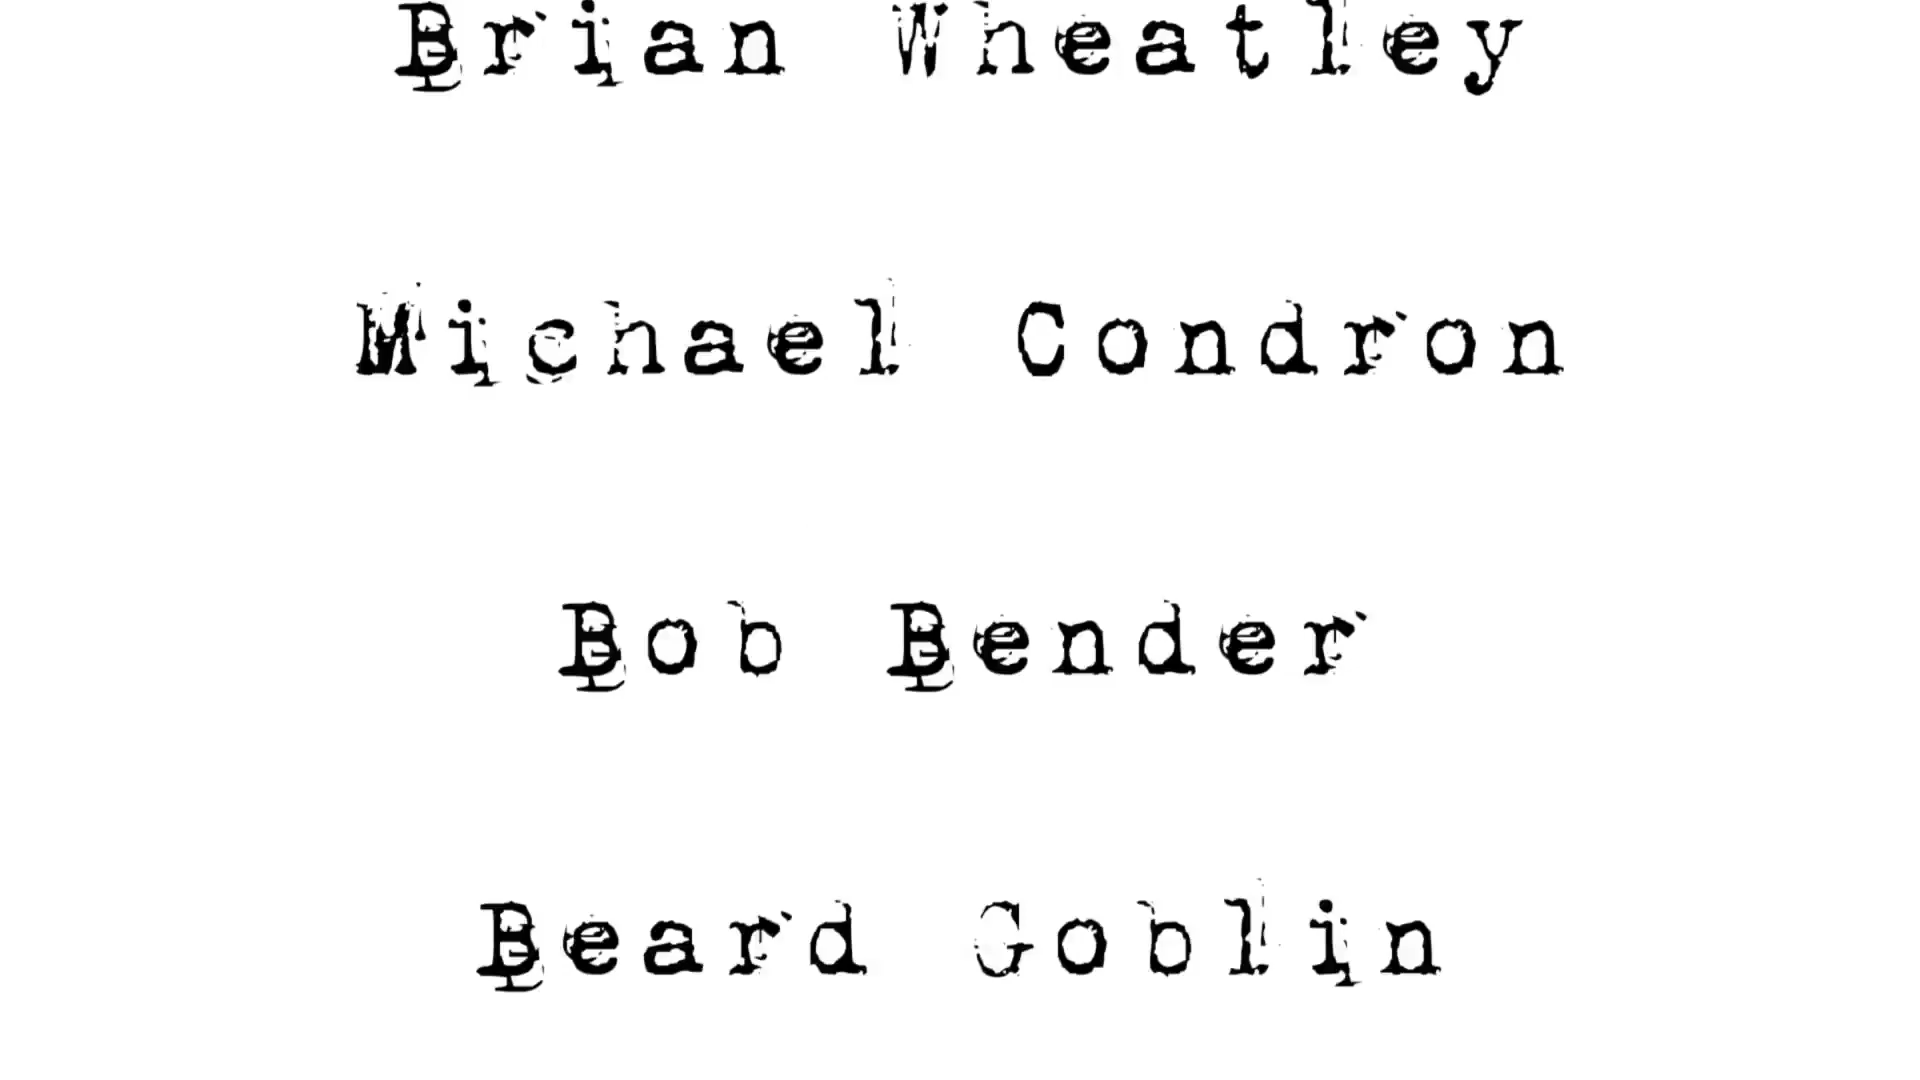 Brian Wheatley
Michael Condron
Bob Bender
Beard Goblin